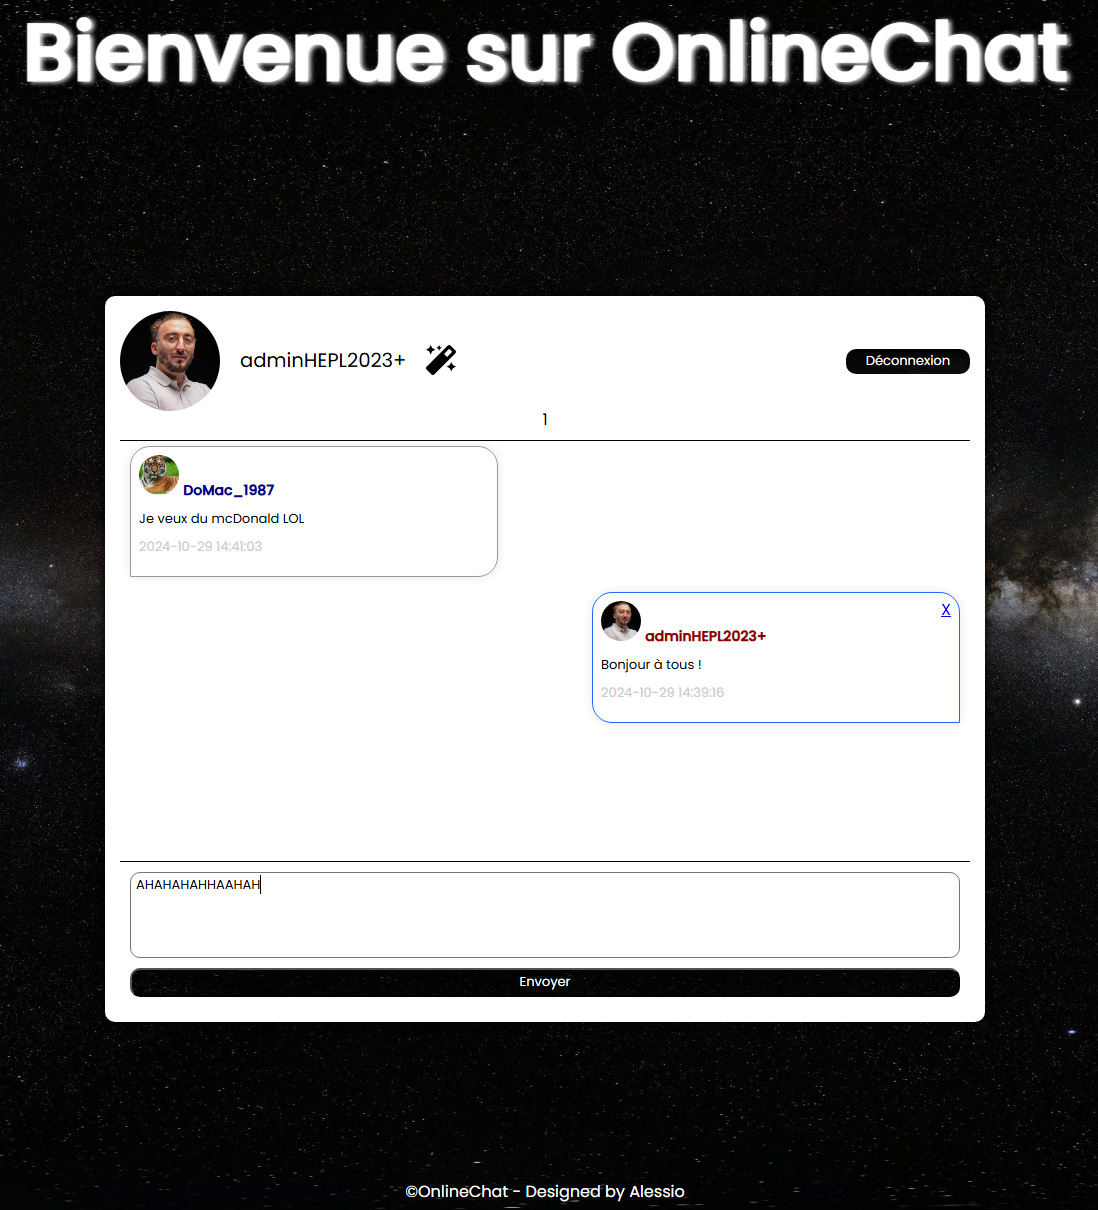 Bienvenue sur OnlineChat
adminHEPL2023+
Déconnexion
1
DoMac_1987
Je veux du mcDonald LOL
2024-10-29 14:41:03
X
adminHEPL2023+
Bonjour à tous !
2024-10-29 14:39:16
AHAHAHAHHAAHAH
Envoyer
©OnlineChat - Designed by Alessio